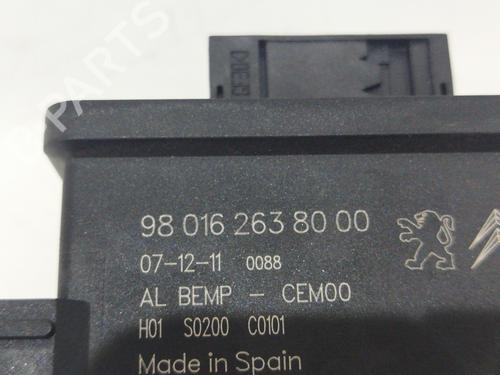 98 016 263 80 00
07-12-11 0088
AL BEMP - CEM00
H01 S0200 C0101
Made in Spain